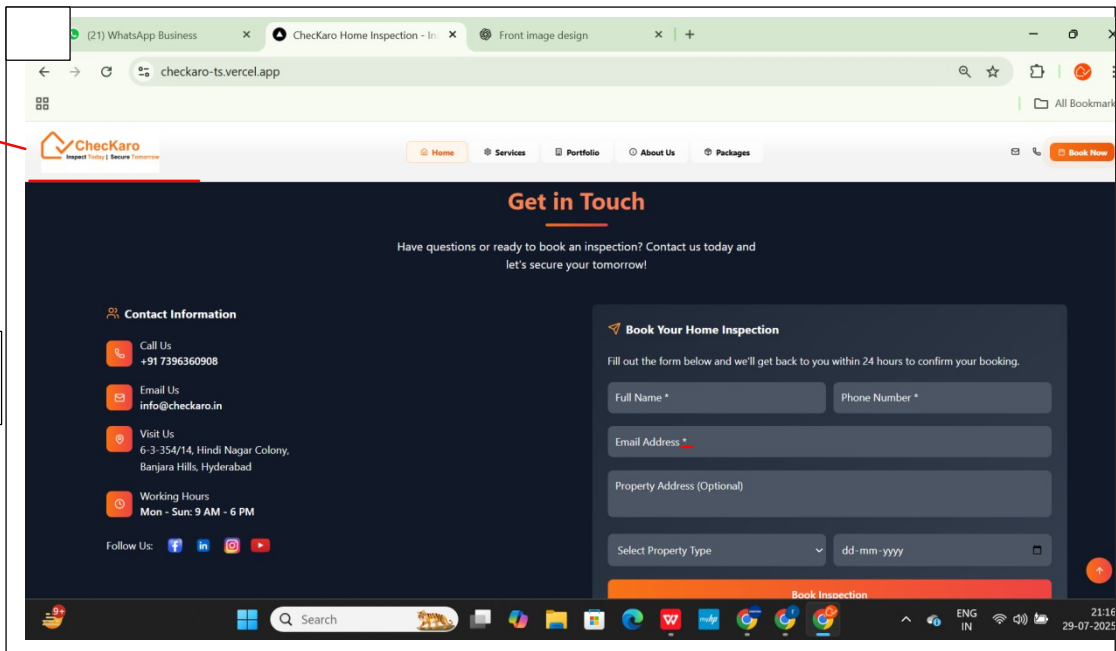 (21) WhatsApp Business
ChecKaro Home Inspection - In
Front image design
checkaro-ts.vercel.app
All Bookmark
ChecKaro
Inspect Today | Secure Tomorrow
Home
Services
Portfolio
About Us
Packages
Book Now
Get in Touch
Have questions or ready to book an inspection? Contact us today and
let's secure your tomorrow!
Contact Information
Call Us
+91 7396360908
Email Us
info@checkaro.in
Visit Us
6-3-354/14, Hindi Nagar Colony,
Banjara Hills, Hyderabad
Working Hours
Mon - Sun: 9 AM - 6 PM
Follow Us:
Book Your Home Inspection
Fill out the form below and we'll get back to you within 24 hours to confirm your booking.
Full Name *
Phone Number *
Email Address *
Property Address (Optional)
Select Property Type
dd-mm-yyyy
Book Inspection
9+
Search
ENG
IN
21:16
29-07-2025